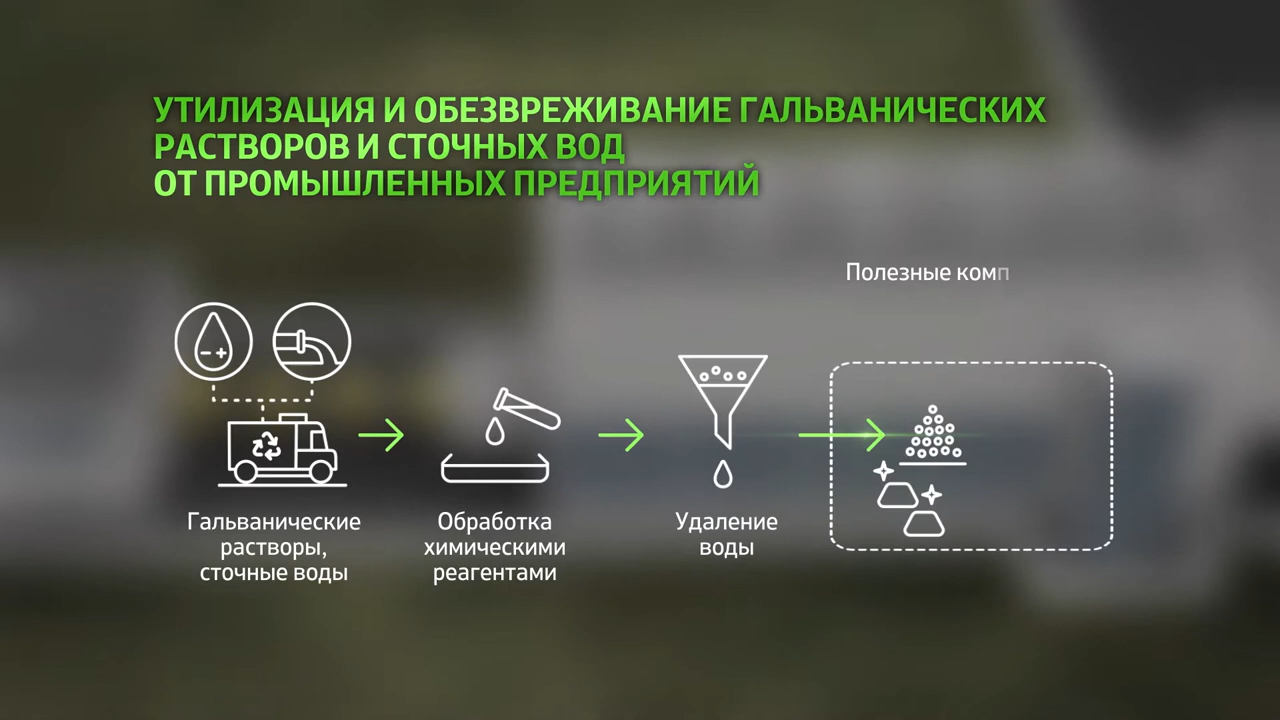 УТИЛИЗАЦИЯ И ОБЕЗВРЕЖИВАНИЕ ГАЛЬВАНИЧЕСКИХ
РАСТВОРОВ И СТОЧНЫХ ВОД
ОТ ПРОМЫШЛЕННЫХ ПРЕДПРИЯТИЙ
Полезные комп
Гальванические
растворы,
сточные воды
Обработка
химическими
реагентами
Удаление
воды